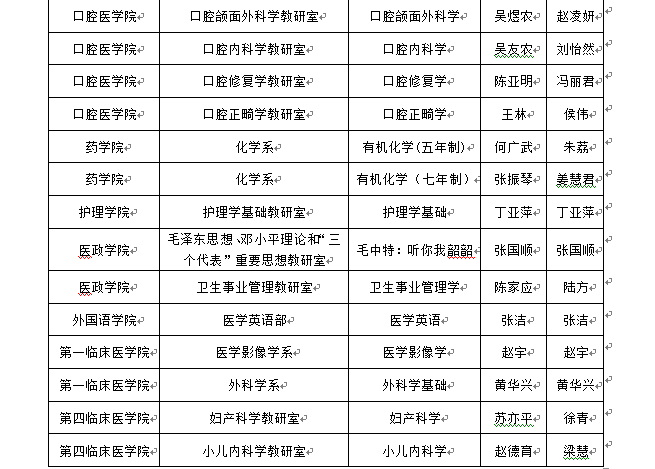 口腔医学院 口腔颌面外科学教研室 口腔颌面外科学 吴煜农 赵凌妍
口腔医学院 口腔内科学教研室 口腔内科学 吴友农 刘怡然
口腔医学院 口腔修复学教研室 口腔修复学 陈亚明 冯丽君
口腔医学院 口腔正畸学教研室 口腔正畸学 王林 侯伟
药学院 化学系 有机化学(五年制) 何广武 朱荔
药学院 化学系 有机化学（七年制） 张振琴 姜慧君
护理学院 护理学基础教研室 护理学基础 丁亚萍 丁亚萍
毛泽东思想、邓小平理论和“三
医政学院 个代表”重要思想教研室 毛中特：听你我韶韶 张国顺 张国顺
医政学院 卫生事业管理教研室 卫生事业管理学 陈家应 陆方
外国语学院 医学英语部 医学英语 张洁 张洁
第一临床医学院 医学影像学系 医学影像学 赵宇 赵宇
第一临床医学院 外科学系 外科学基础 黄华兴 黄华兴
第四临床医学院 妇产科学教研室 妇产科学 苏亦平 徐青
第四临床医学院 小儿内科学教研室 小儿内科学 赵德育 梁慧